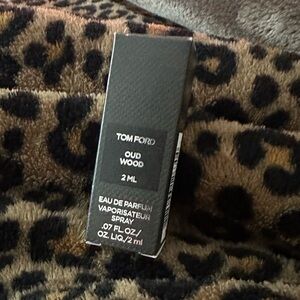 TOM FORD
OUD
WOOD
2 ML
EAU DE PARFUM
VAPORISATEUR
SPRAY
.07 FL.OZ./
OZ. LIQ./2 ml